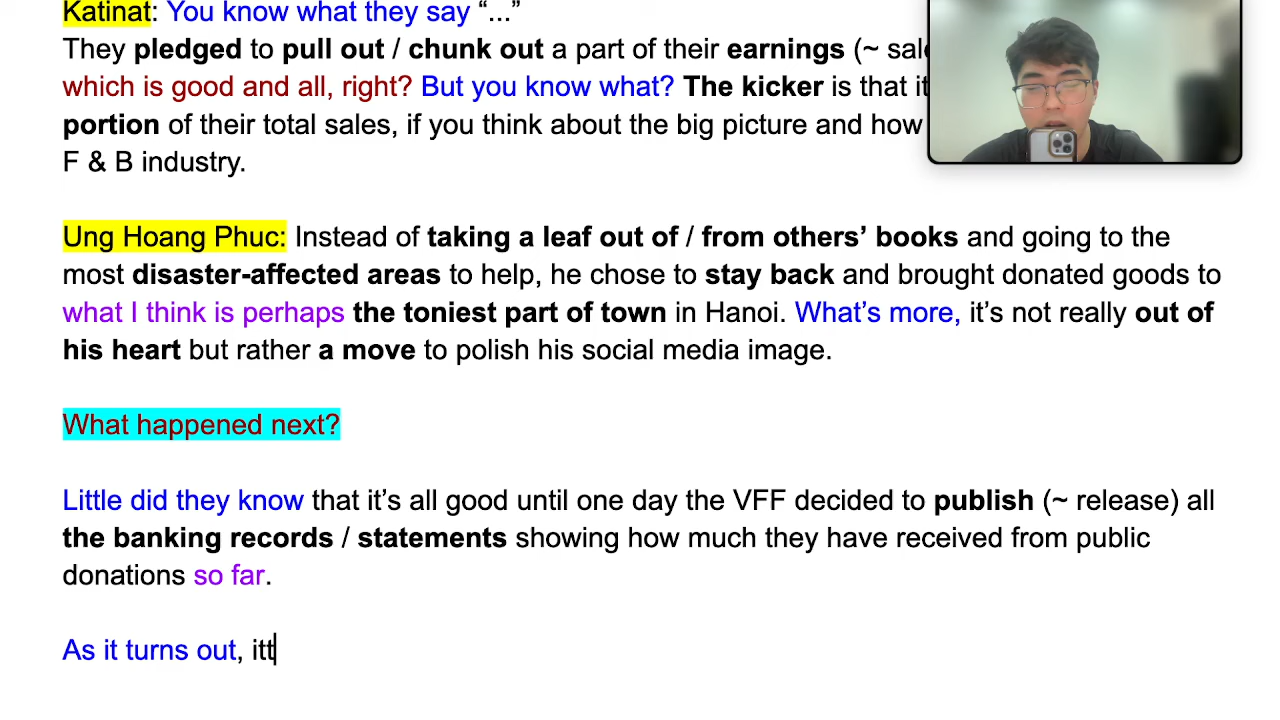 Katinat: You know what they say “...”
They pledged to pull out / chunk out a part of their earnings (~
which is good and all, right? But you know what? The kicker is that it
portion of their total sales, if you think about the big picture and how
F & B industry.
Ung Hoang Phuc: Instead of taking a leaf out of / from others’ books and going to the
most disaster-affected areas to help, he chose to stay back and brought donated goods to
what I think is perhaps the toniest part of town in Hanoi. What’s more, it’s not really out of
his heart but rather a move to polish his social media image.
What happened next?
Little did they know that it’s all good until one day the VFF decided to publish (~ release) all
the banking records / statements showing how much they have received from public
donations so far.
As it turns out, itt